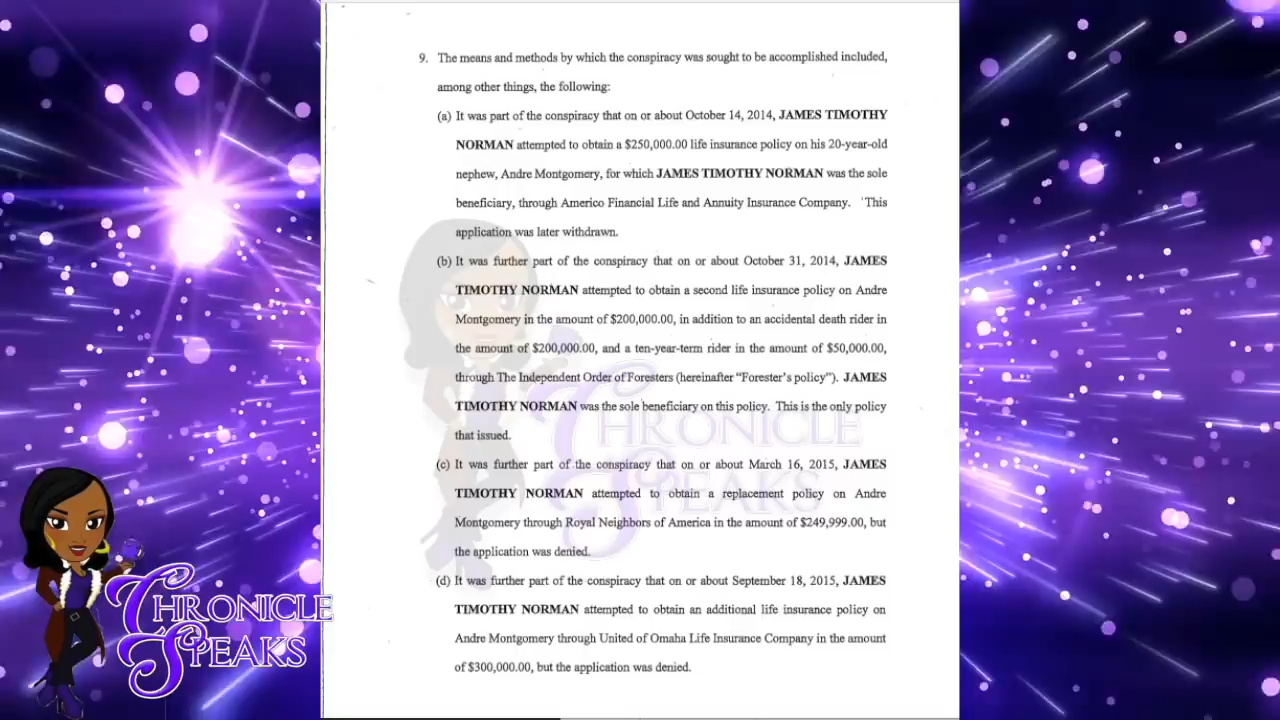 9. The means and methods by which the conspiracy was sought to be accomplished included,
among other things, the following:
(a) It was part of the conspiracy that on or about October 14, 2014, JAMES TIMOTHY
NORMAN attempted to obtain a $250,000.00 life insurance policy on his 20-year-old
nephew, Andre Montgomery, for which JAMES TIMOTHY NORMAN was the sole
beneficiary, through Americo Financial Life and Annuity Insurance Company. This
application was later withdrawn.
(b) It was further part of the conspiracy that on or about October 31, 2014, JAMES
TIMOTHY NORMAN attempted to obtain a second life insurance policy on Andre
Montgomery in the amount of $200,000.00, in addition to an accidental death rider in
the amount of $200,000.00, and a ten-year-term rider in the amount of $50,000.00,
through The Independent Order of Foresters (hereinafter “Forester’s policy”). JAMES
TIMOTHY NORMAN was the sole beneficiary on this policy. This is the only policy
that issued.
(c) It was further part of the conspiracy that on or about March 16, 2015, JAMES
TIMOTHY NORMAN attempted to obtain a replacement policy on Andre
Montgomery through Royal Neighbors of America in the amount of $249,999.00, but
the application was denied.
(d) It was further part of the conspiracy that on or about September 18, 2015, JAMES
TIMOTHY NORMAN attempted to obtain an additional life insurance policy on
Andre Montgomery through United of Omaha Life Insurance Company in the amount
of $300,000.00, but the application was denied.
CHRONICLE
SPEAKS
CHRONICLE
SPEAKS